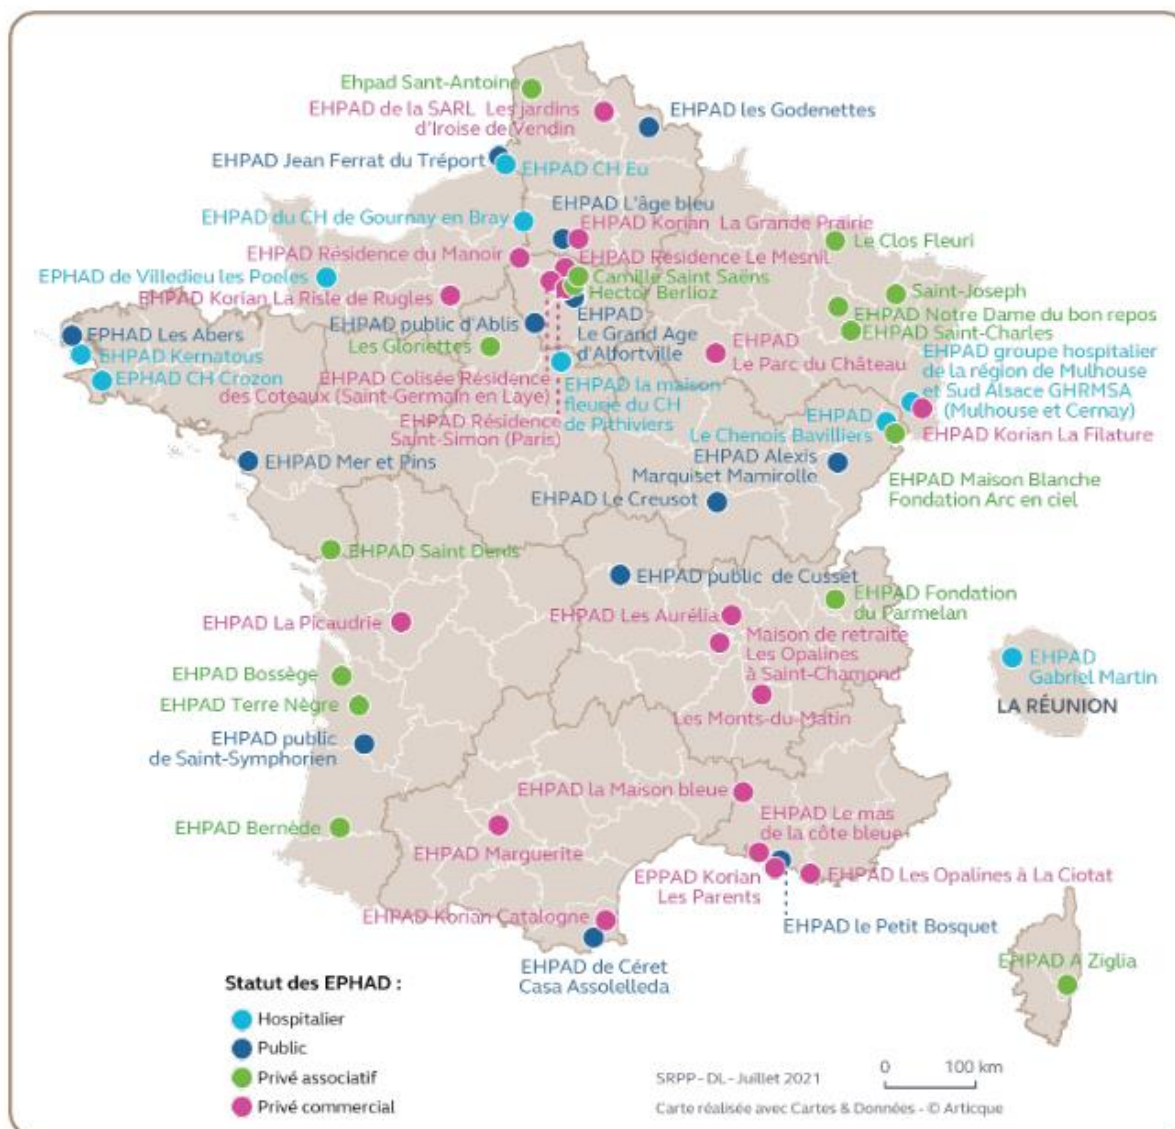 Ehpad Sant-Antoine
EHPAD de la SARL Les jardins
d'Iroise de Vendin
EHPAD les Godenettes
EHPAD Jean Ferrat du Tréport
EHPAD CH Eu
EHPAD L'âge bleu
EHPAD du CH de Gournay en Bray
EHPAD Korian La Grande Prairie
Le Clos Fleuri
EHPAD Résidence du Manoir
EHPAD Résidence Le Mesnil
EPHAD de Villedieu les Poeles
Camille Saint Saëns
Hector Berlioz
Saint-Joseph
EHPAD Korian La Risle de Rugles
EHPAD Notre Dame du bon repos
EPHAD Les Abers
EHPAD public d'Ablis
EHPAD
Le Grand Age
d'Alfortville
EHPAD Saint-Charles
EHPAD Kernatous
Les Gloriettes
EHPAD
Le Parc du Château
EHPAD groupe hospitalier
de la région de Mulhouse
et Sud Alsace GHRMSA
(Mulhouse et Cernay)
EPHAD CH Crozon
EHPAD Colisée Résidence
des Coteaux (Saint-Germain en Laye)
EHPAD la maison
fleurie du CH
de Pithiviers
EHPAD Résidence
Saint-Simon (Paris)
EHPAD
Le Chenois Bavilliers
EHPAD Korian La Filature
EHPAD Mer et Pins
EHPAD Alexis
Marquiset Mamirolle
EHPAD Maison Blanche
Fondation Arc en ciel
EHPAD Le Creusot
EHPAD Saint Denis
EHPAD public de Cusset
EHPAD Fondation
du Parmelan
EHPAD La Picaudrie
EHPAD Les Aurélia
Maison de retraite
Les Opalines
à Saint-Chamond
EHPAD
Gabriel Martin
LA RÉUNION
EHPAD Bossège
EHPAD Terre Nègre
Les Monts-du-Matin
EHPAD public
de Saint-Symphorien
EHPAD la Maison bleue
EHPAD Le mas
de la côte bleue
EHPAD Bernède
EHPAD Marguerite
EPPAD Korian
Les Parents
EHPAD Les Opalines à La Ciotat
EHPAD Korian Catalogne
EHPAD le Petit Bosquet
EHPAD de Céret
Casa Assolelleda
EHPAD A Ziglia
Statut des EPHAD :
Hospitalier
Public
Privé associatif
Privé commercial
0 100 km
SRPP - DL - Juillet 2021
Carte réalisée avec Cartes & Données - © Articque